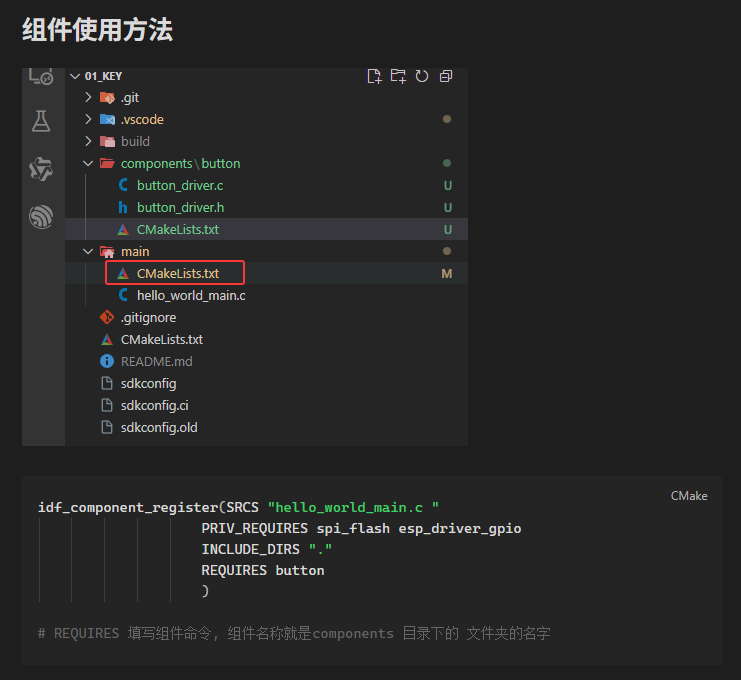 组件使用方法
01_KEY
.git
.vscode
build
components\button
button_driver.c U
button_driver.h U
CMakeLists.txt U
main
CMakeLists.txt M
hello_world_main.c
.gitignore
CMakeLists.txt
README.md
sdkconfig
sdkconfig.ci
sdkconfig.old
CMake
idf_component_register(SRCS "hello_world_main.c "
PRIV_REQUIRES spi_flash esp_driver_gpio
INCLUDE_DIRS "."
REQUIRES button
)
# REQUIRES 填写组件命令, 组件名称就是components 目录下的 文件夹的名字